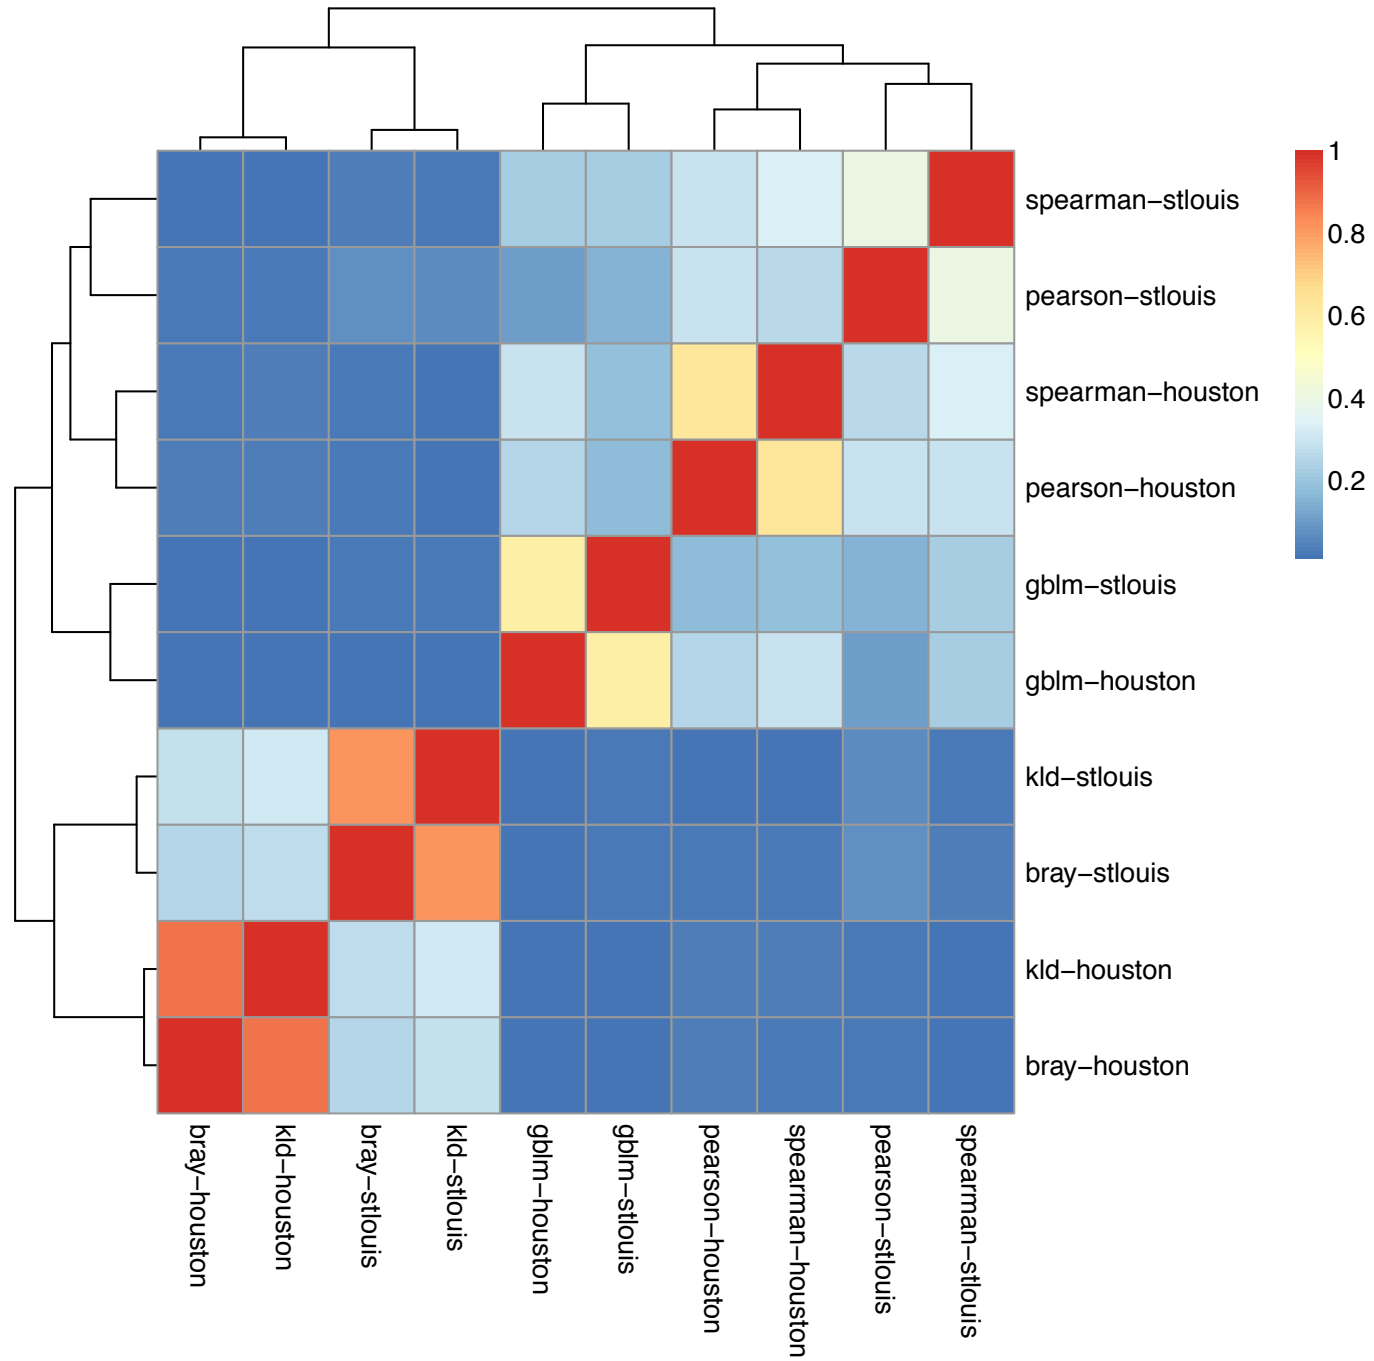 1
spearman−stlouis
0.8
pearson−stlouis
0.6
spearman−houston
0.4
pearson−houston
0.2
gblm−stlouis
gblm−houston
kld−stlouis
bray−stlouis
kld−houston
bray−houston
bray−houston
kld−houston
bray−stlouis
kld−stlouis
gblm−houston
gblm−stlouis
pearson−houston
spearman−houston
pearson−stlouis
spearman−stlouis